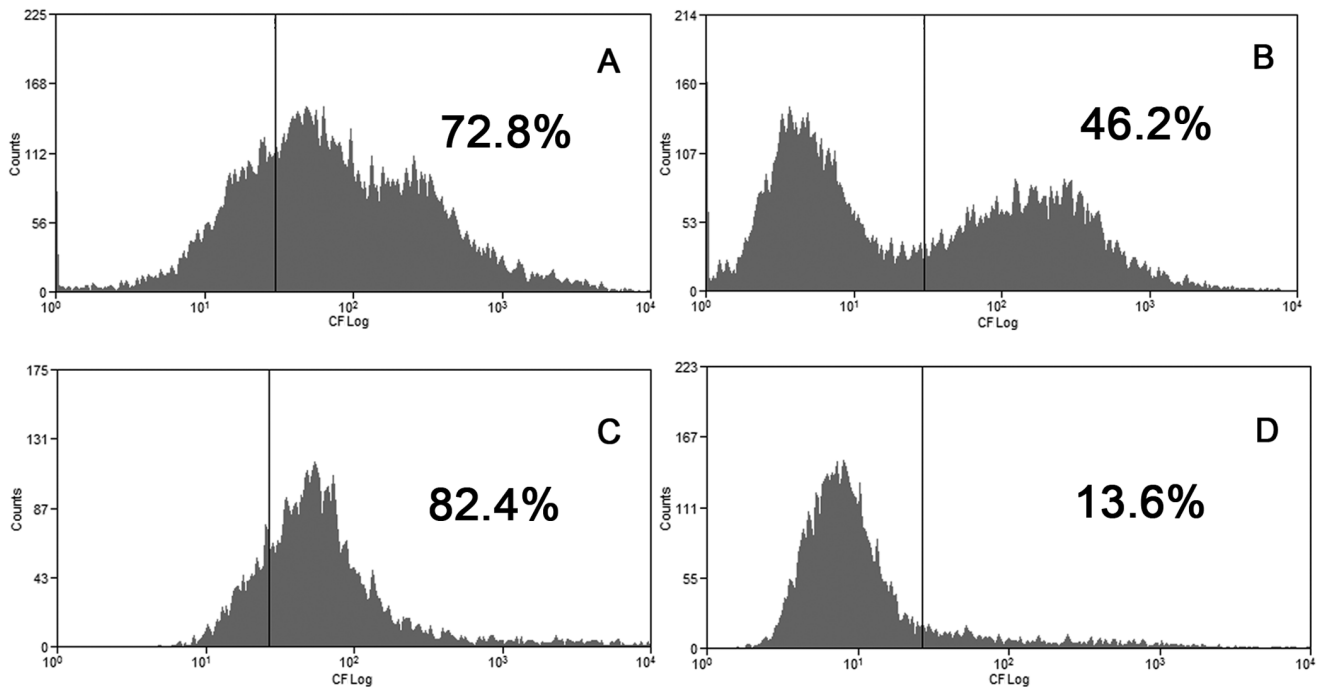 225
168
112
56
0
Counts
A
72.8%
10⁰ 10¹ 10² 10³ 10⁴
CF Log
214
160
107
53
0
Counts
B
46.2%
10⁰ 10¹ 10² 10³ 10⁴
CF Log
175
131
87
43
0
Counts
C
82.4%
10⁰ 10¹ 10² 10³ 10⁴
CF Log
223
167
111
55
0
Counts
D
13.6%
10⁰ 10¹ 10² 10³ 10⁴
CF Log